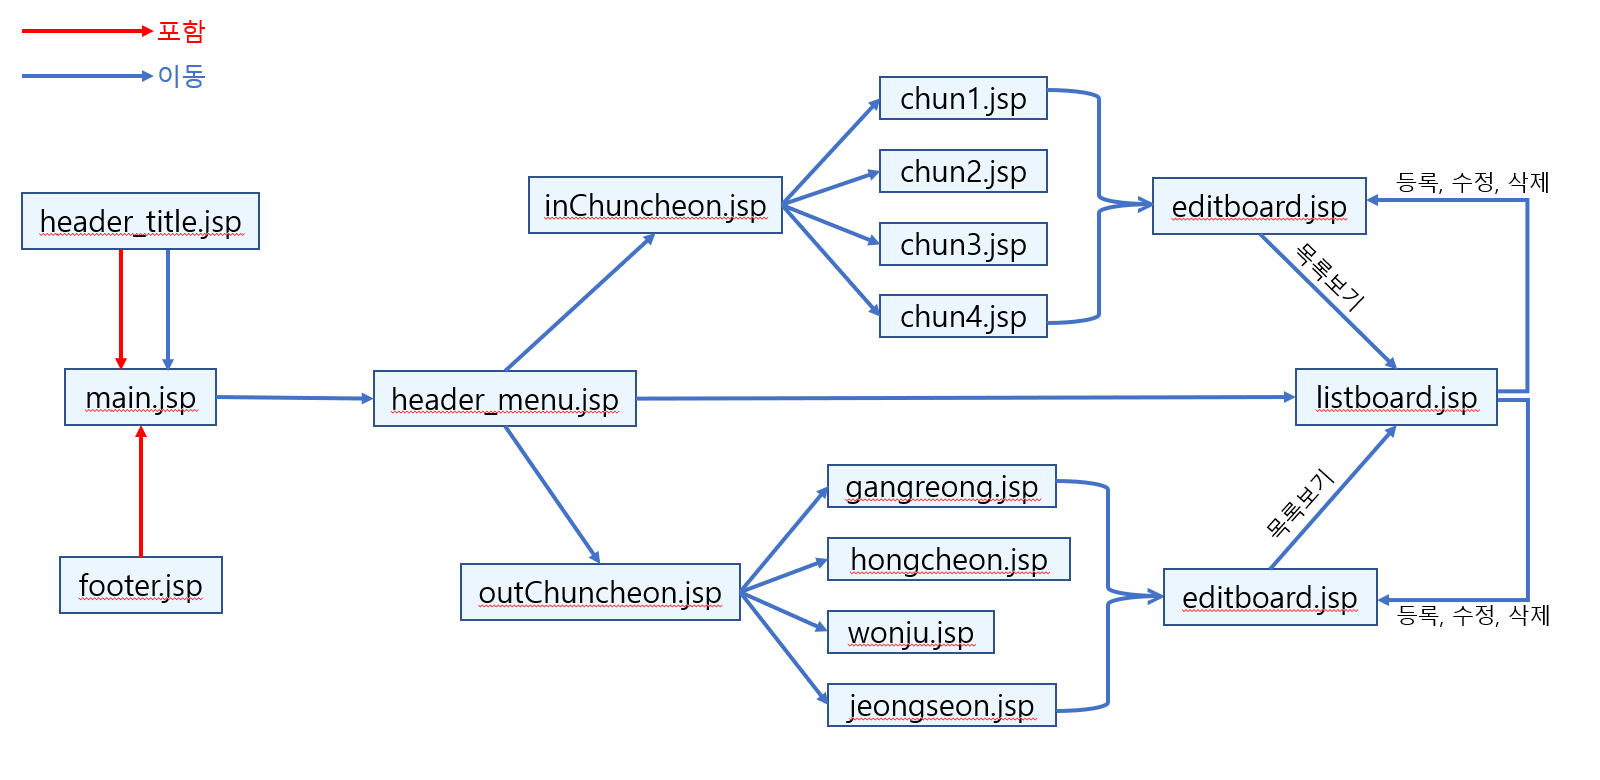 포함
이동
header_title.jsp
main.jsp
footer.jsp
header_menu.jsp
inChuncheon.jsp
outChuncheon.jsp
chun1.jsp
chun2.jsp
chun3.jsp
chun4.jsp
gangreong.jsp
hongcheon.jsp
wonju.jsp
jeongseon.jsp
editboard.jsp
등록, 수정, 삭제
목록보기
listboard.jsp
목록보기
editboard.jsp
등록, 수정, 삭제